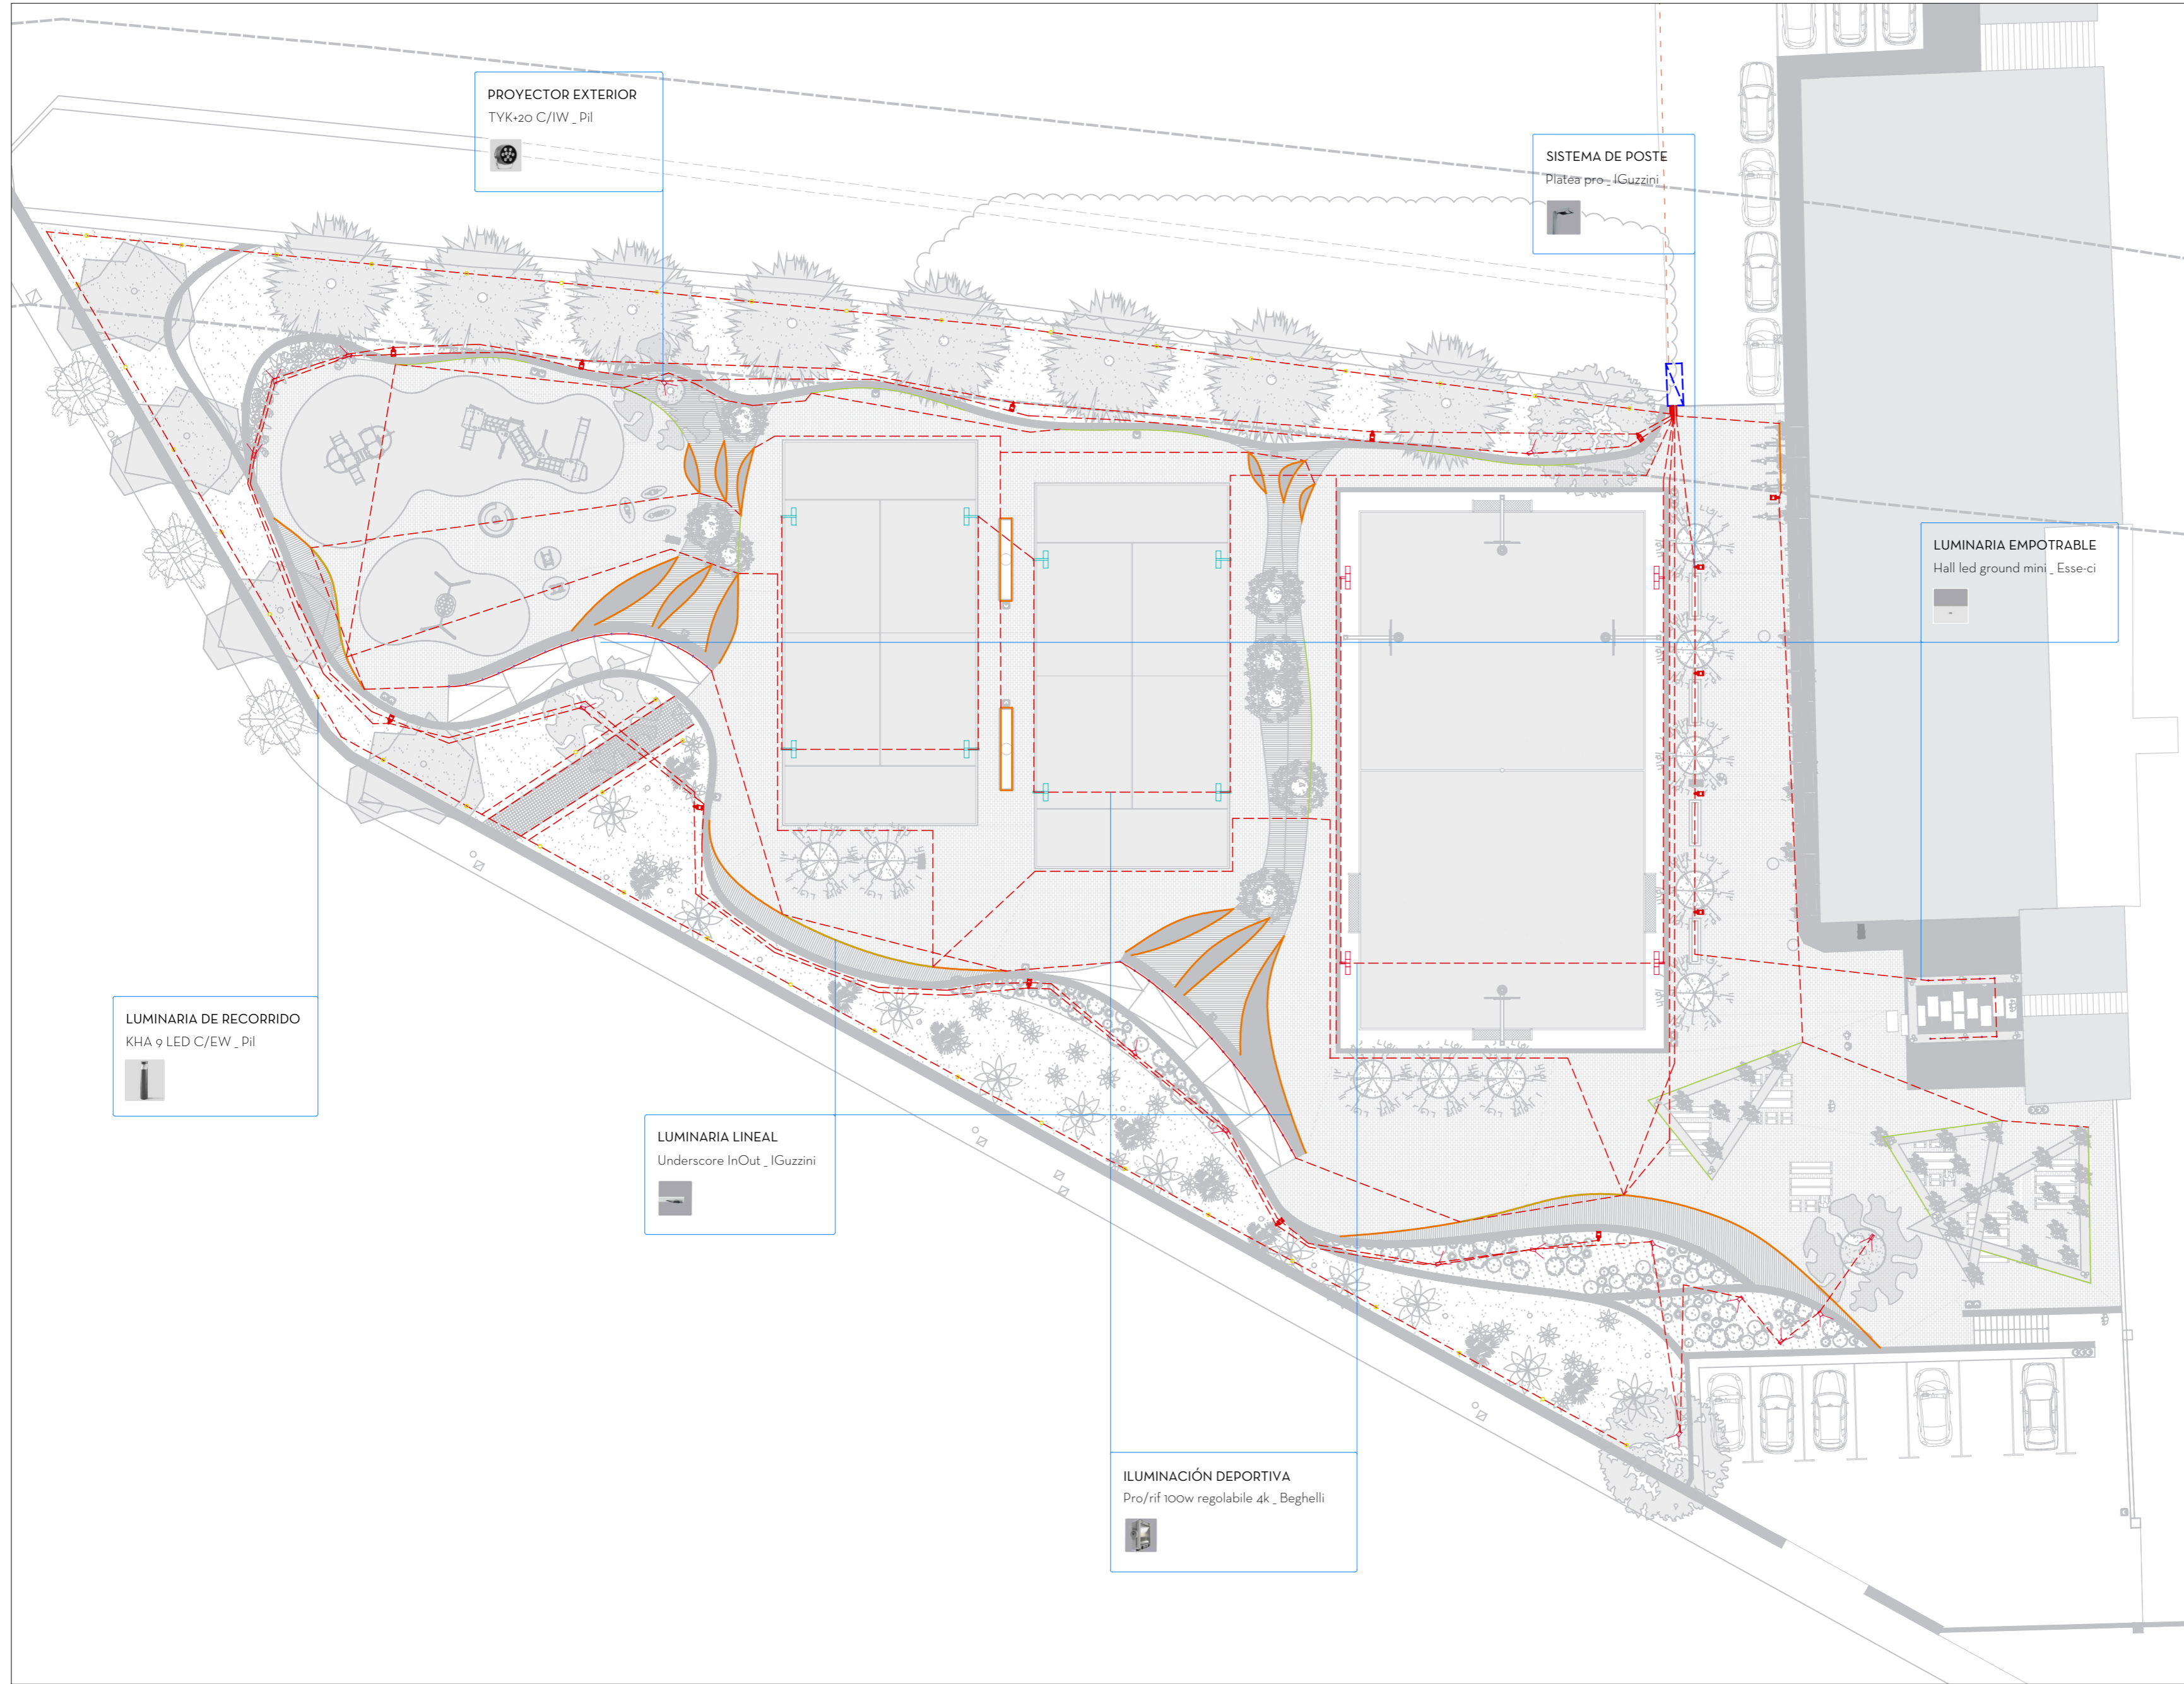 PROYECTOR EXTERIOR
TYK+20 C/IW _ Pil
SISTEMA DE POSTE
Platea pro _ IGuzzini
LUMINARIA EMPOTRABLE
Hall led ground mini _ Esse-ci
LUMINARIA DE RECORRIDO
KHA 9 LED C/EW _ Pil
LUMINARIA LINEAL
Underscore InOut _ IGuzzini
ILUMINACIÓN DEPORTIVA
Pro/rif 100w regolabile 4k _ Beghelli